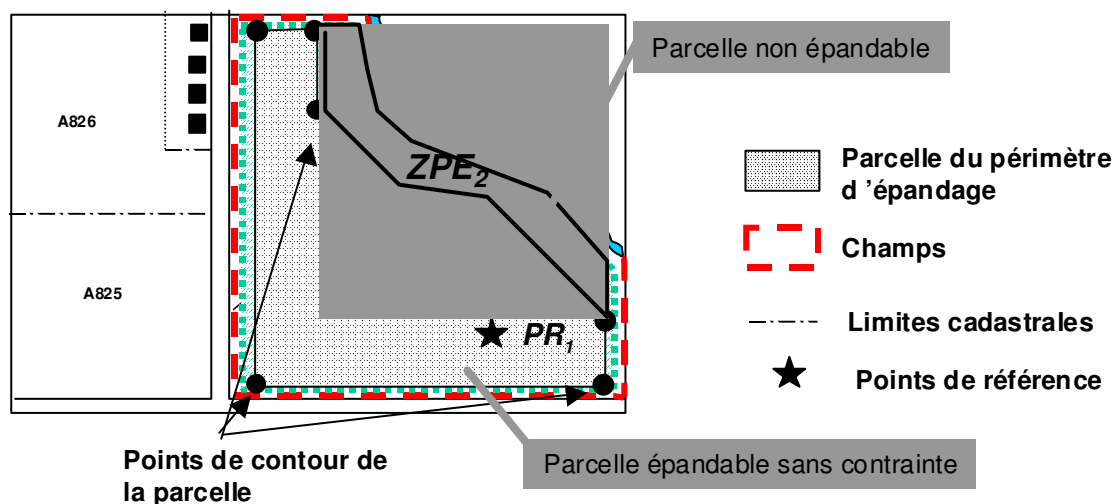 Parcelle non épandable
A826
ZPE2
Parcelle du périmètre
d ’épandage
Champs
A825
Limites cadastrales
PR1
Points de référence
Points de contour de
la parcelle
Parcelle épandable sans contrainte